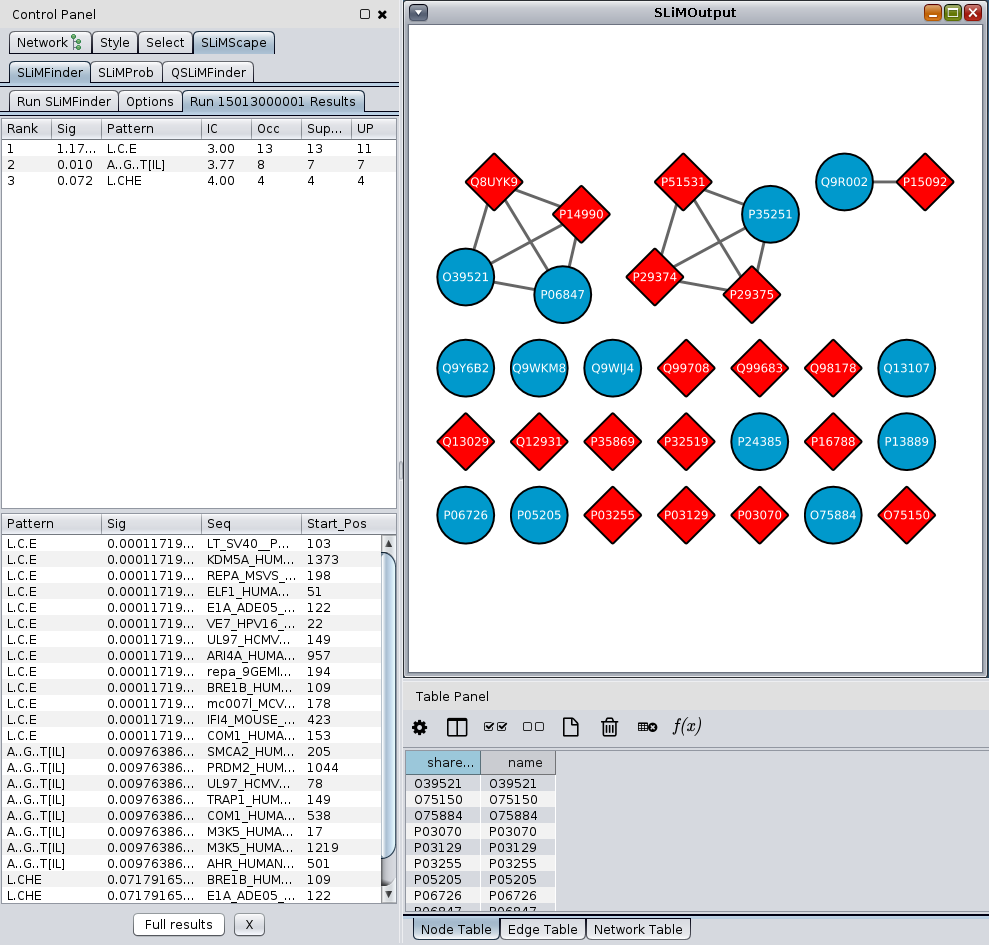 Control Panel
Network Style Select SLiMScape
SLiMFinder SLiMProb QSLiMFinder
Run SLiMFinder Options Run 15013000001 Results
Rank Sig Pattern IC Occ Sup... UP
1 1.17... L.C.E 3.00 13 13 11
2 0.010 A..G..T[IL] 3.77 8 7 7
3 0.072 L.CHE 4.00 4 4 4
Pattern Sig Seq Start_Pos
L.C.E 0.00011719... LT_SV40__P... 103
L.C.E 0.00011719... KDM5A_HUM... 1373
L.C.E 0.00011719... REPA_MSVS_... 198
L.C.E 0.00011719... ELF1_HUMA... 51
L.C.E 0.00011719... E1A_ADE05_... 122
L.C.E 0.00011719... VE7_HPV16_... 22
L.C.E 0.00011719... UL97_HCMV... 149
L.C.E 0.00011719... ARI4A_HUMA... 957
L.C.E 0.00011719... repa_9GEMI... 194
L.C.E 0.00011719... BRE1B_HUM... 109
L.C.E 0.00011719... mc007l_MCV... 178
L.C.E 0.00011719... IFI4_MOUSE_... 423
L.C.E 0.00011719... COM1_HUMA... 153
A..G..T[IL] 0.00976386... SMCA2_HUM... 205
A..G..T[IL] 0.00976386... PRDM2_HUM... 1044
A..G..T[IL] 0.00976386... UL97_HCMV... 78
A..G..T[IL] 0.00976386... TRAP1_HUM... 149
A..G..T[IL] 0.00976386... COM1_HUMA... 538
A..G..T[IL] 0.00976386... M3K5_HUMA... 17
A..G..T[IL] 0.00976386... M3K5_HUMA... 1219
A..G..T[IL] 0.00976386... AHR_HUMAN... 501
L.CHE 0.07179165... BRE1B_HUM... 109
L.CHE 0.07179165... E1A_ADE05_... 122
Full results X
SLiMOutput
Q8UYK9 P51531 Q9R002 P15092
P14990 P35251
O39521 P29374
P06847 P29375
Q9Y6B2 Q9WKM8 Q9WIJ4 Q99708 Q99683 Q98178 Q13107
Q13029 Q12931 P35869 P32519 P24385 P16788 P13889
P06726 P05205 P03255 P03129 P03070 O75884 O75150
Table Panel
f(x)
share... name
O39521 O39521
O75150 O75150
O75884 O75884
P03070 P03070
P03129 P03129
P03255 P03255
P05205 P05205
P06726 P06726
P06847 P06847
Node Table Edge Table Network Table